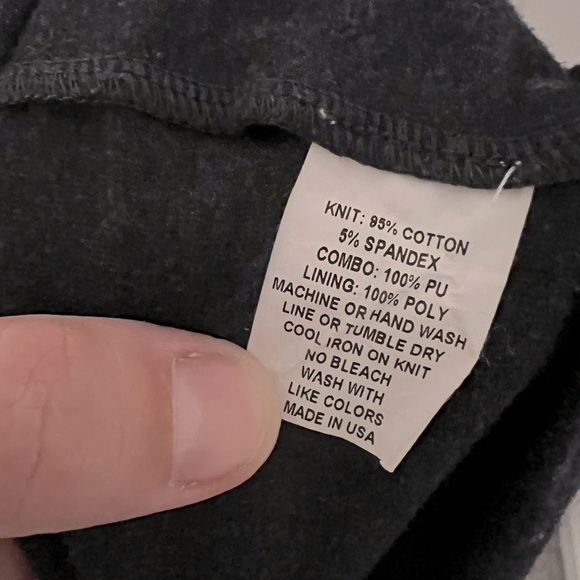 KNIT: 95% COTTON
5% SPANDEX
COMBO: 100% PU
LINING: 100% POLY
MACHINE OR HAND WASH
LINE OR TUMBLE DRY
COOL IRON ON KNIT
NO BLEACH
WASH WITH
LIKE COLORS
MADE IN USA